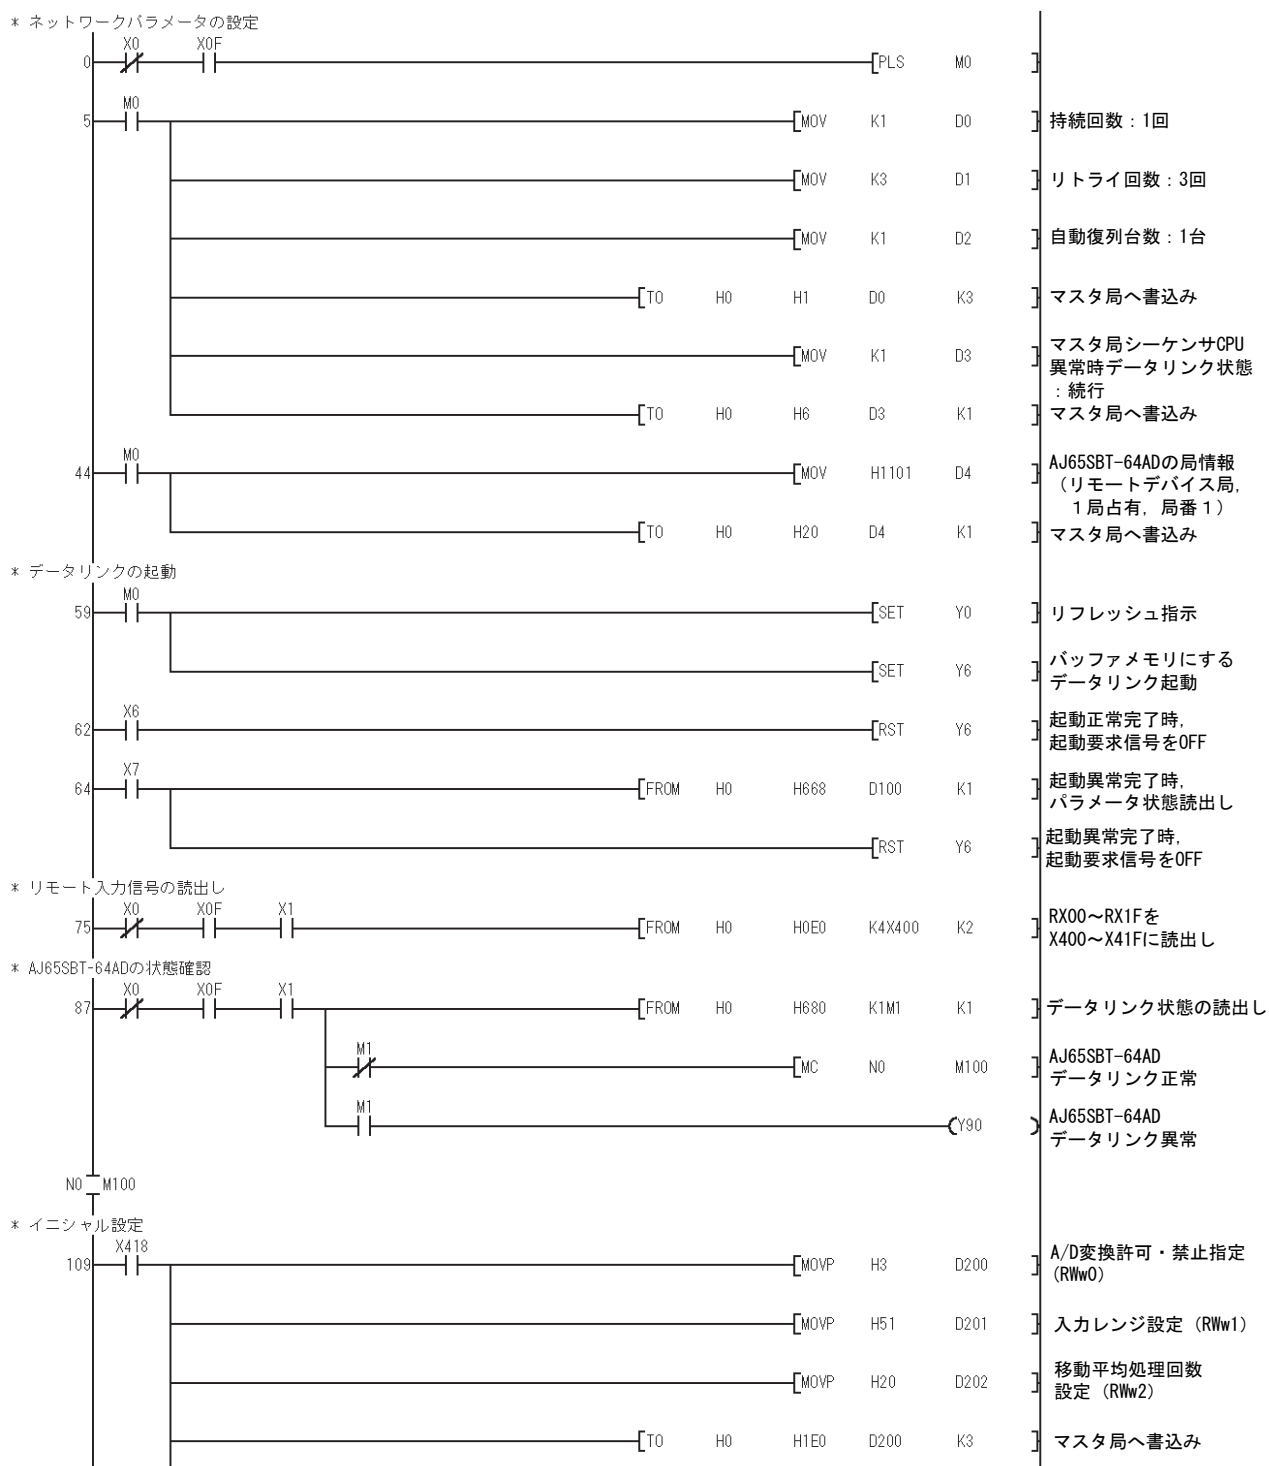 * ネットワークパラメータの設定
X0 X0F
0 [PLS M0 ]
M0
5 [MOV K1 D0 ] 持続回数：1回
[MOV K3 D1 ] リトライ回数：3回
[MOV K1 D2 ] 自動復列台数：1台
[TO H0 H1 D0 K3 ] マスタ局へ書込み
[MOV K1 D3 ] マスタ局シーケンサCPU
異常時データリンク状態
：続行
[TO H0 H6 D3 K1 ] マスタ局へ書込み
M0
44 [MOV H1101 D4 ] AJ65SBT-64ADの局情報
（リモートデバイス局,
１局占有, 局番１）
[TO H0 H20 D4 K1 ] マスタ局へ書込み
* データリンクの起動
M0
59 [SET Y0 ] リフレッシュ指示
[SET Y6 ] バッファメモリにする
データリンク起動
X6
62 [RST Y6 ] 起動正常完了時,
起動要求信号をOFF
X7
64 [FROM H0 H668 D100 K1 ] 起動異常完了時,
パラメータ状態読出し
[RST Y6 ] 起動異常完了時,
起動要求信号をOFF
* リモート入力信号の読出し
X0 X0F X1
75 [FROM H0 H0E0 K4X400 K2 ] RX00～RX1Fを
X400～X41Fに読出し
* AJ65SBT-64ADの状態確認
X0 X0F X1
87 [FROM H0 H680 K1M1 K1 ] データリンク状態の読出し
M1
[MC N0 M100 ] AJ65SBT-64AD
データリンク正常
M1
(Y90 ) AJ65SBT-64AD
データリンク異常
N0 M100
* イニシャル設定
X418
109 [MOVP H3 D200 ] A/D変換許可・禁止指定
(RWw0)
[MOVP H51 D201 ] 入力レンジ設定 (RWw1)
[MOVP H20 D202 ] 移動平均処理回数
設定 (RWw2)
[TO H0 H1E0 D200 K3 ] マスタ局へ書込み